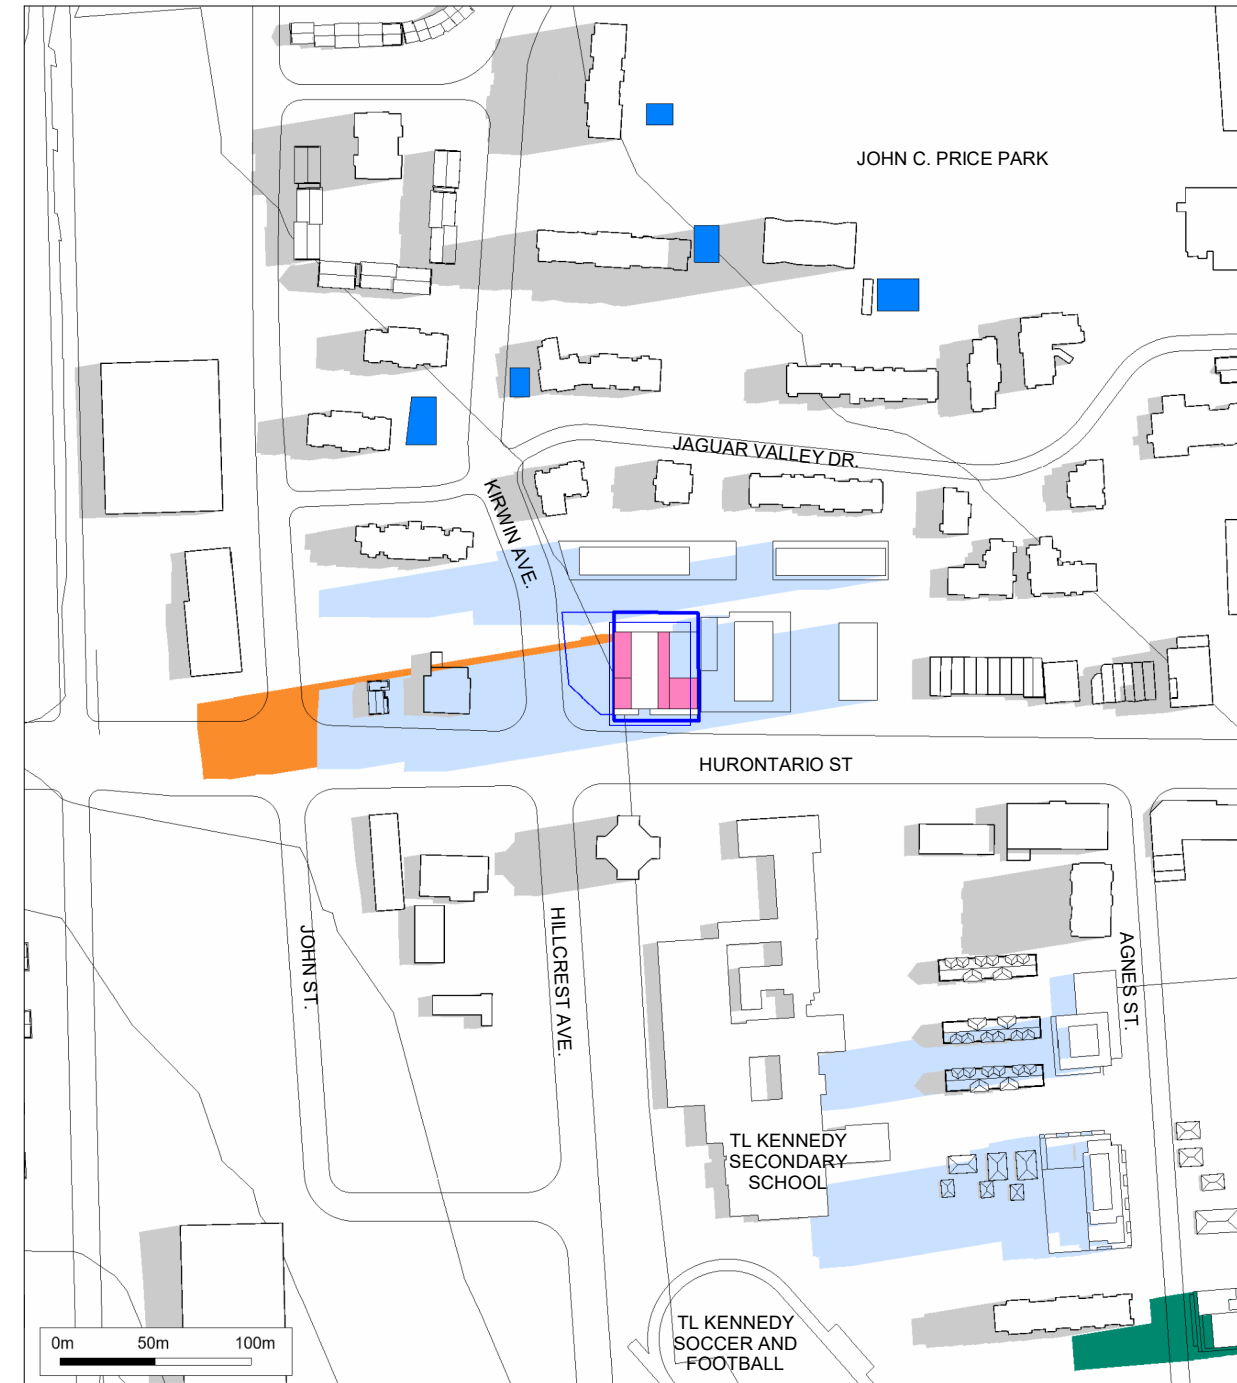 JOHN C. PRICE PARK
JAGUAR VALLEY DR.
KIRWIN AVE.
HURONTARIO ST
JOHN ST.
HILLCREST AVE.
AGNES ST.
TL KENNEDY
SECONDARY
SCHOOL
TL KENNEDY
SOCCER AND
FOOTBALL
0m 50m 100m